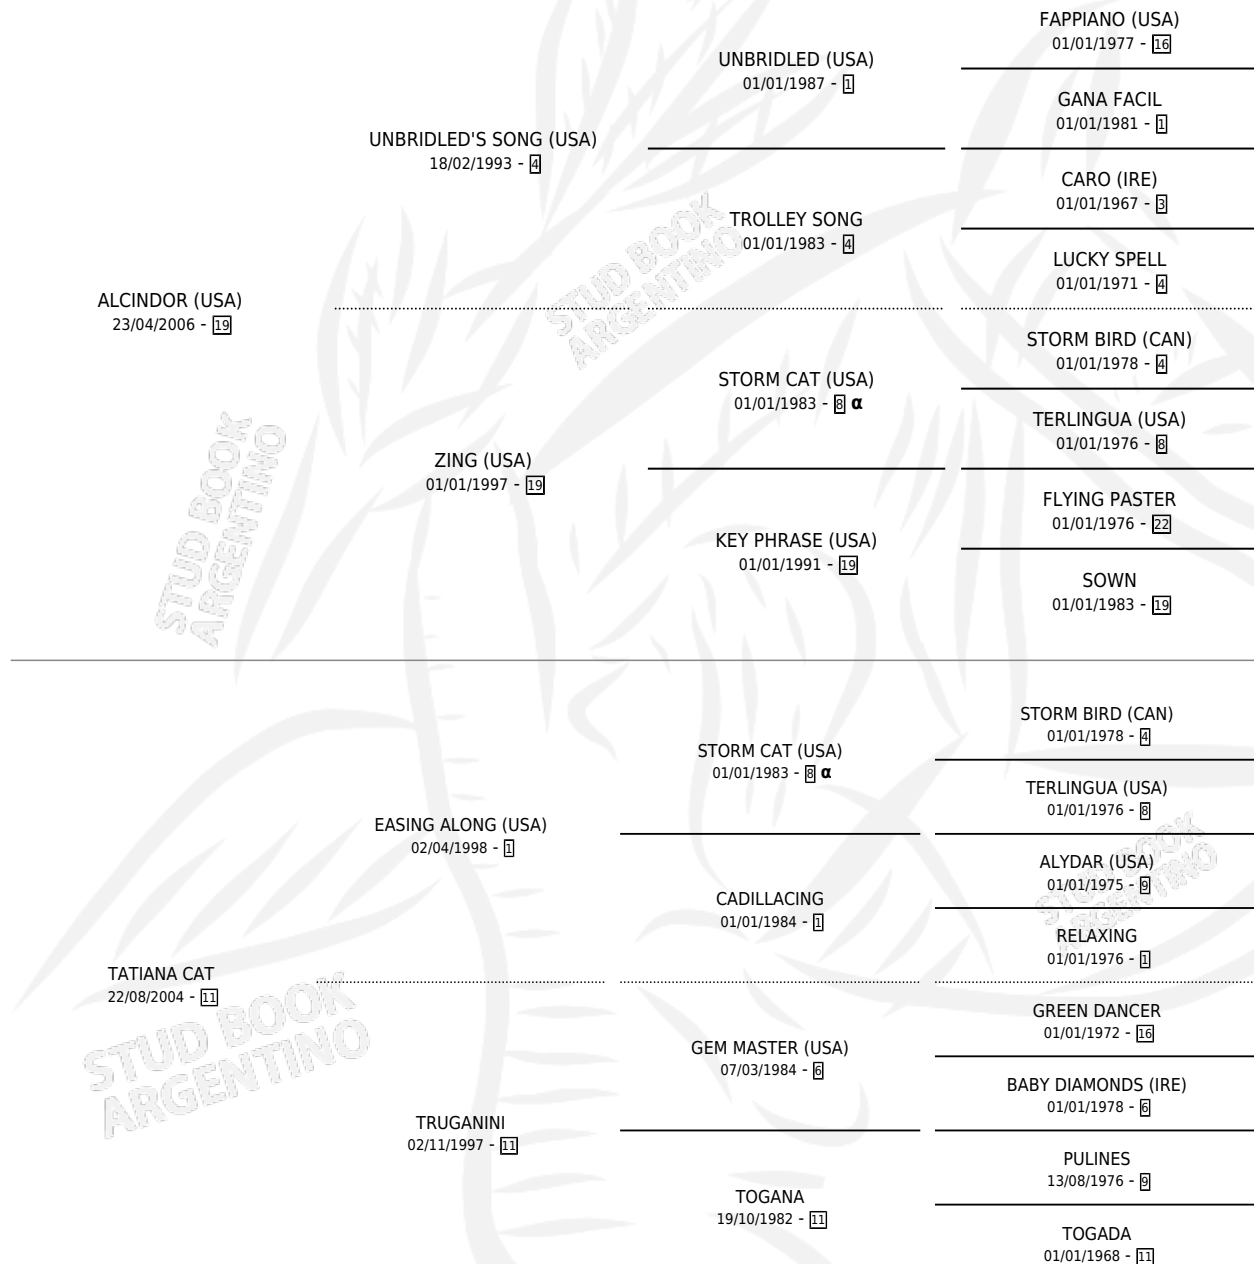 FAPPIANO (USA)
01/01/1977 - 16
UNBRIDLED (USA)
01/01/1987 - 1
GANA FACIL
01/01/1981 - 1
UNBRIDLED'S SONG (USA)
18/02/1993 - 4
CARO (IRE)
01/01/1967 - 3
TROLLEY SONG
01/01/1983 - 4
LUCKY SPELL
01/01/1971 - 4
ALCINDOR (USA)
23/04/2006 - 19
STORM BIRD (CAN)
01/01/1978 - 4
STORM CAT (USA)
01/01/1983 - 8 α
TERLINGUA (USA)
01/01/1976 - 8
ZING (USA)
01/01/1997 - 19
FLYING PASTER
01/01/1976 - 22
KEY PHRASE (USA)
01/01/1991 - 19
SOWN
01/01/1983 - 19
STORM BIRD (CAN)
01/01/1978 - 4
STORM CAT (USA)
01/01/1983 - 8 α
TERLINGUA (USA)
01/01/1976 - 8
EASING ALONG (USA)
02/04/1998 - 1
ALYDAR (USA)
01/01/1975 - 9
CADILLACING
01/01/1984 - 1
RELAXING
01/01/1976 - 1
TATIANA CAT
22/08/2004 - 11
GREEN DANCER
01/01/1972 - 16
GEM MASTER (USA)
07/03/1984 - 6
BABY DIAMONDS (IRE)
01/01/1978 - 6
TRUGANINI
02/11/1997 - 11
PULINES
13/08/1976 - 9
TOGANA
19/10/1982 - 11
TOGADA
01/01/1968 - 11
STUD BOOK
ARGENTINO
STUD BOOK
ARGENTINO
STUD BOOK
ARGENTINO
STUD BOOK
ARGENTINO